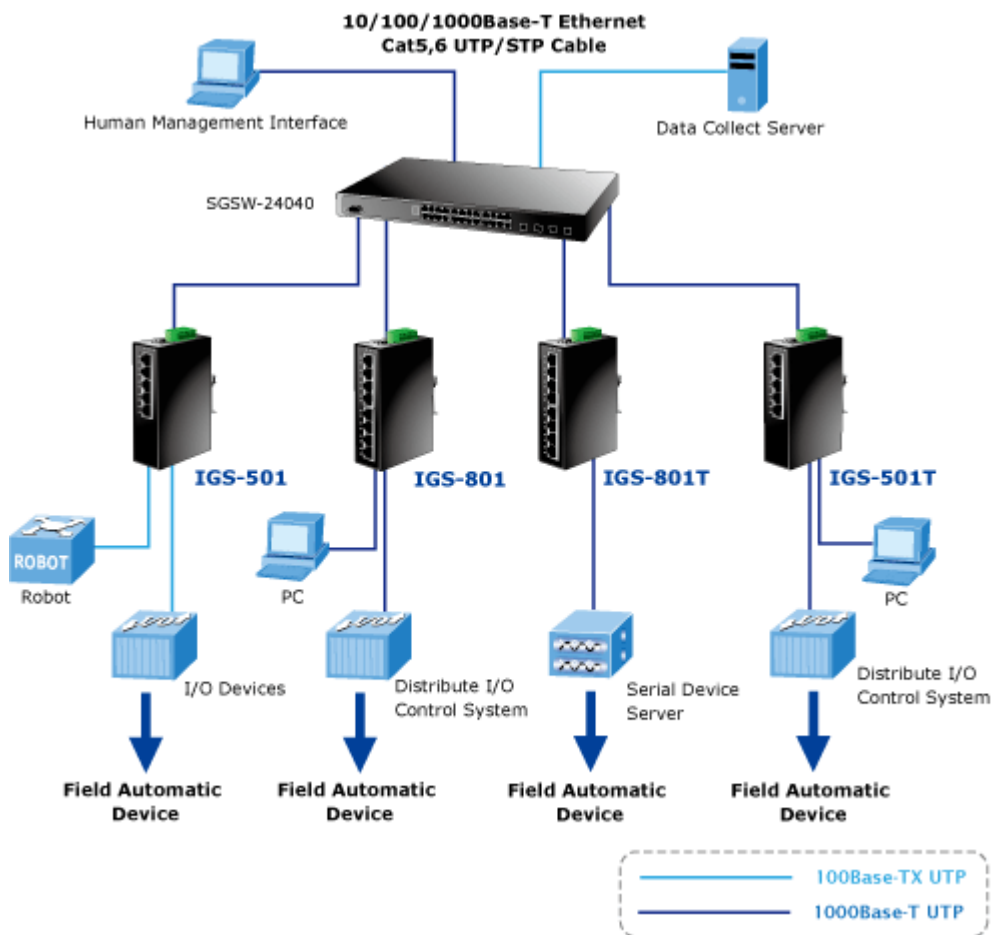 10/100/1000Base-T Ethernet
Cat5,6 UTP/STP Cable
Human Management Interface
Data Collect Server
SGSW-24040
IGS-501
IGS-801
IGS-801T
IGS-501T
ROBOT
Robot
PC
PC
I/O Devices
Distribute I/O
Control System
Serial Device
Server
Distribute I/O
Control System
Field Automatic
Device
Field Automatic
Device
Field Automatic
Device
Field Automatic
Device
100Base-TX UTP
1000Base-T UTP